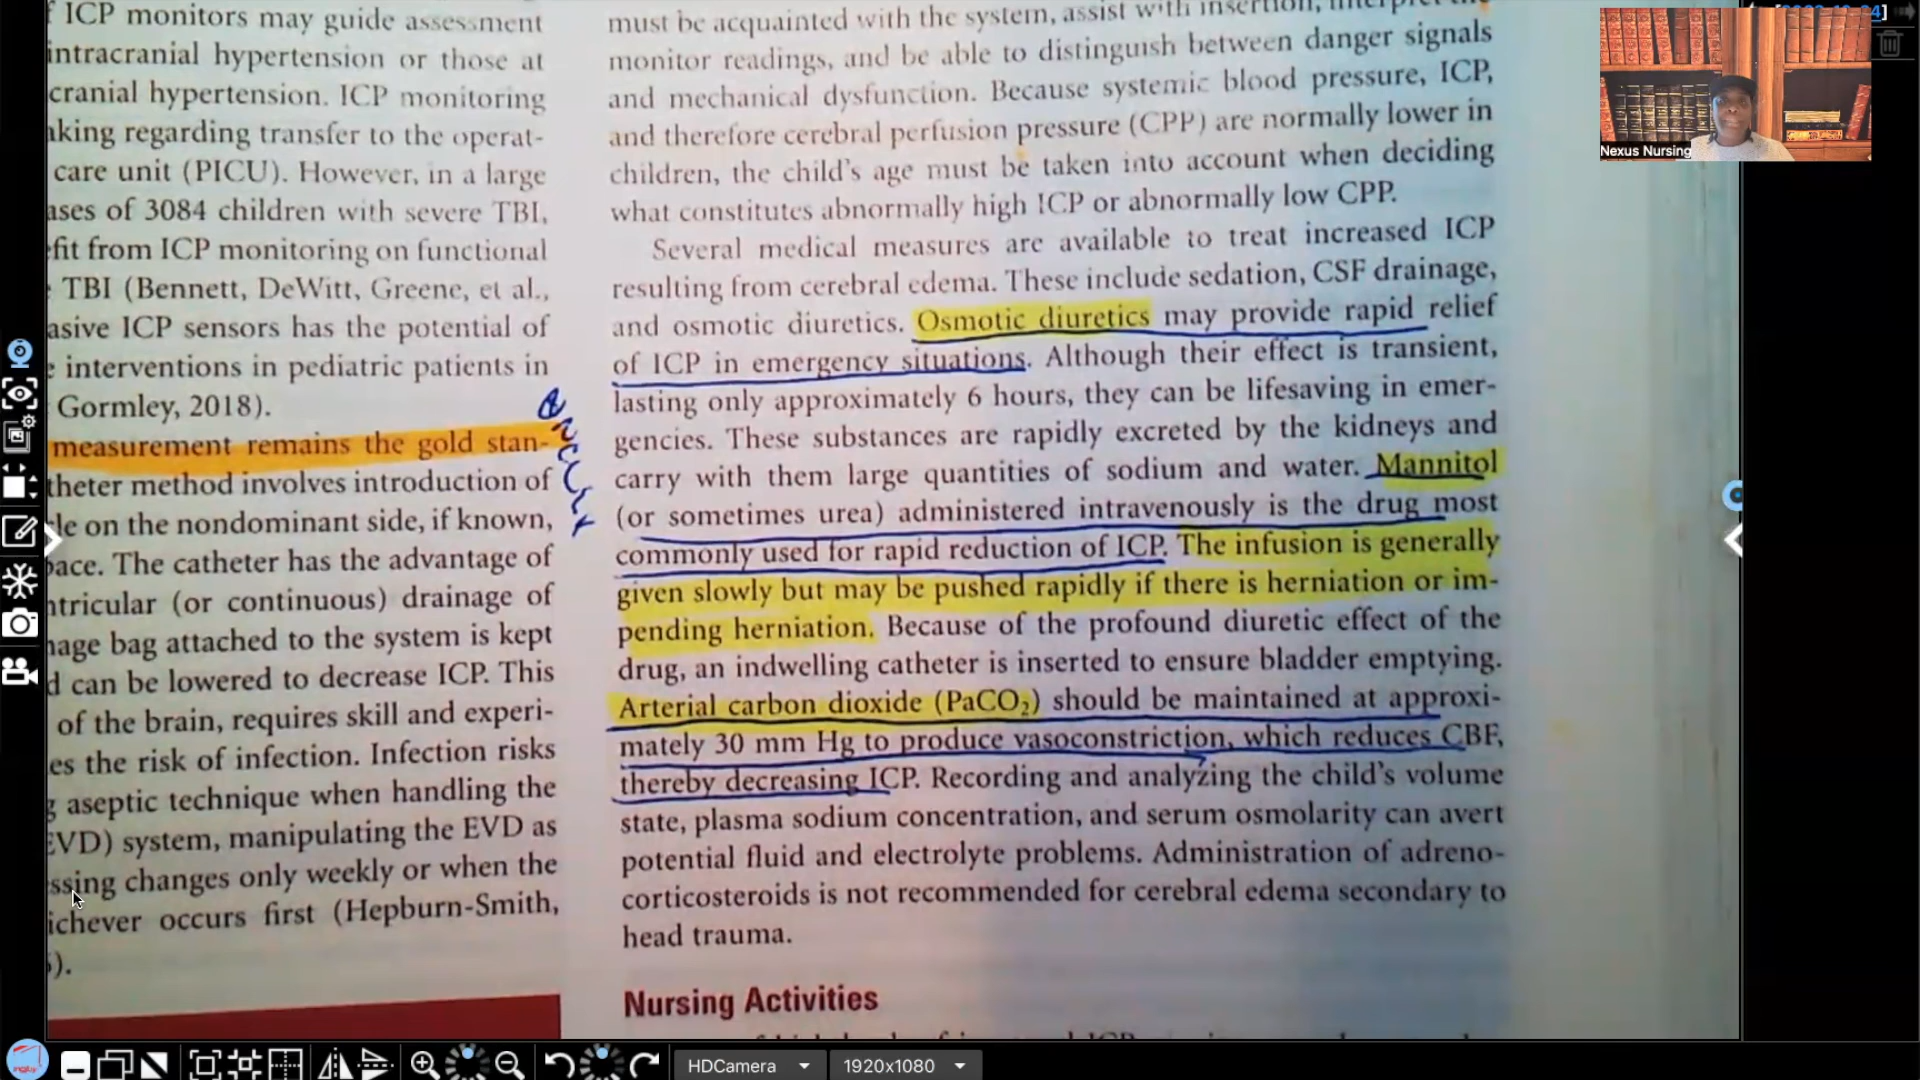 ICP monitors may guide assessment
intracranial hypertension or those at
cranial hypertension. ICP monitoring
king regarding transfer to the operat-
care unit (PICU). However, in a large
ases of 3084 children with severe TBI,
fit from ICP monitoring on functional
TBI (Bennett, DeWitt, Greene, et al.,
asive ICP sensors has the potential of
interventions in pediatric patients in
Gormley, 2018).
measurement remains the gold stan-
theter method involves introduction of
le on the nondominant side, if known,
pace. The catheter has the advantage of
ntricular (or continuous) drainage of
nage bag attached to the system is kept
d can be lowered to decrease ICP. This
of the brain, requires skill and experi-
es the risk of infection. Infection risks
g aseptic technique when handling the
EVD) system, manipulating the EVD as
ssing changes only weekly or when the
ichever occurs first (Hepburn-Smith,
).
must be acquainted with the system, assist with insertion, interpret the
monitor readings, and be able to distinguish between danger signals
and mechanical dysfunction. Because systemic blood pressure, ICP,
and therefore cerebral perfusion pressure (CPP) are normally lower in
children, the child's age must be taken into account when deciding
what constitutes abnormally high ICP or abnormally low CPP.
Several medical measures are available to treat increased ICP
resulting from cerebral edema. These include sedation, CSF drainage,
and osmotic diuretics. Osmotic diuretics may provide rapid relief
of ICP in emergency situations. Although their effect is transient,
lasting only approximately 6 hours, they can be lifesaving in emer-
gencies. These substances are rapidly excreted by the kidneys and
carry with them large quantities of sodium and water. Mannitol
(or sometimes urea) administered intravenously is the drug most
commonly used for rapid reduction of ICP. The infusion is generally
given slowly but may be pushed rapidly if there is herniation or im-
pending herniation. Because of the profound diuretic effect of the
drug, an indwelling catheter is inserted to ensure bladder emptying.
Arterial carbon dioxide (PaCO₂) should be maintained at approxi-
mately 30 mm Hg to produce vasoconstriction, which reduces CBF,
thereby decreasing ICP. Recording and analyzing the child's volume
state, plasma sodium concentration, and serum osmolarity can avert
potential fluid and electrolyte problems. Administration of adreno-
corticosteroids is not recommended for cerebral edema secondary to
head trauma.
Nursing Activities
Nexus Nursing
HDCamera
1920x1080